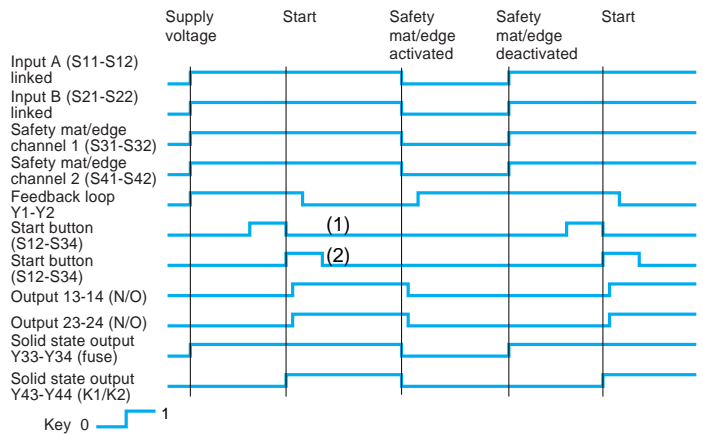 Supply voltage
Start
Safety mat/edge activated
Safety mat/edge deactivated
Start
Input A (S11-S12)
linked
Input B (S21-S22)
linked
Safety mat/edge
channel 1 (S31-S32)
Safety mat/edge
channel 2 (S41-S42)
Feedback loop
Y1-Y2
Start button
(S12-S34)
(1)
Start button
(S12-S34)
(2)
Output 13-14 (N/O)
Output 23-24 (N/O)
Solid state output
Y33-Y34 (fuse)
Solid state output
Y43-Y44 (K1/K2)
Key 0 1